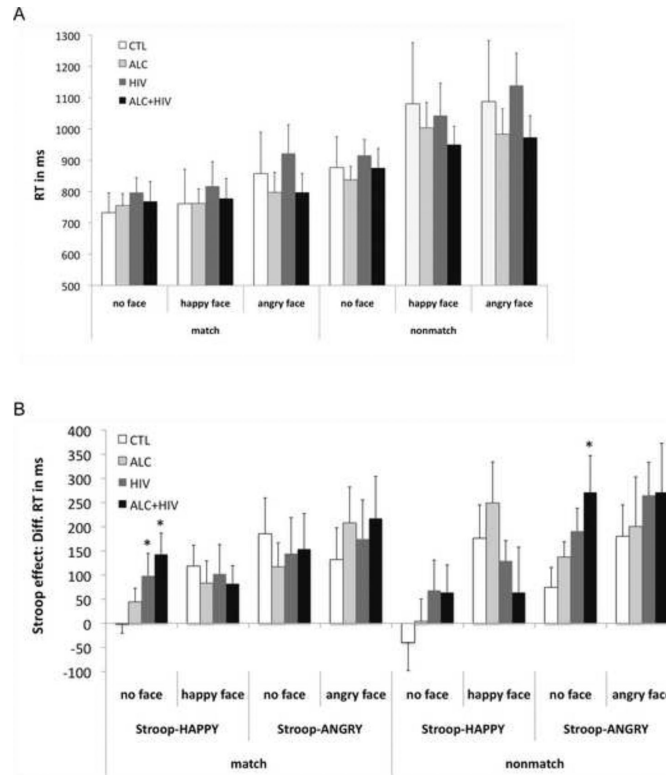 A
1300
1200
1100
1000
900
800
700
600
500
RT in ms
CTL
ALC
HIV
ALC+HIV
no face happy face angry face no face happy face angry face
match nonmatch
B
400
350
300
250
200
150
100
50
0
-50
-100
Stroop effect: Diff. RT in ms
CTL
ALC
HIV
ALC+HIV
* * *
no face happy face no face angry face no face happy face no face angry face
Stroop-HAPPY Stroop-ANGRY Stroop-HAPPY Stroop-ANGRY
match nonmatch